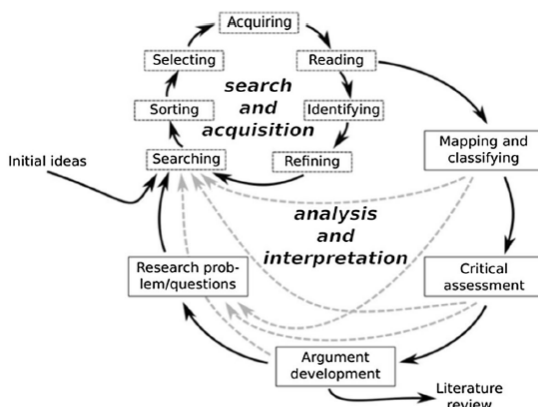 Acquiring
Selecting
Reading
search
and
acquisition
Sorting
Identifying
Initial ideas
Searching
Refining
Mapping and
classifying
analysis
and
interpretation
Research prob-
lem/questions
Critical
assessment
Argument
development
Literature
review